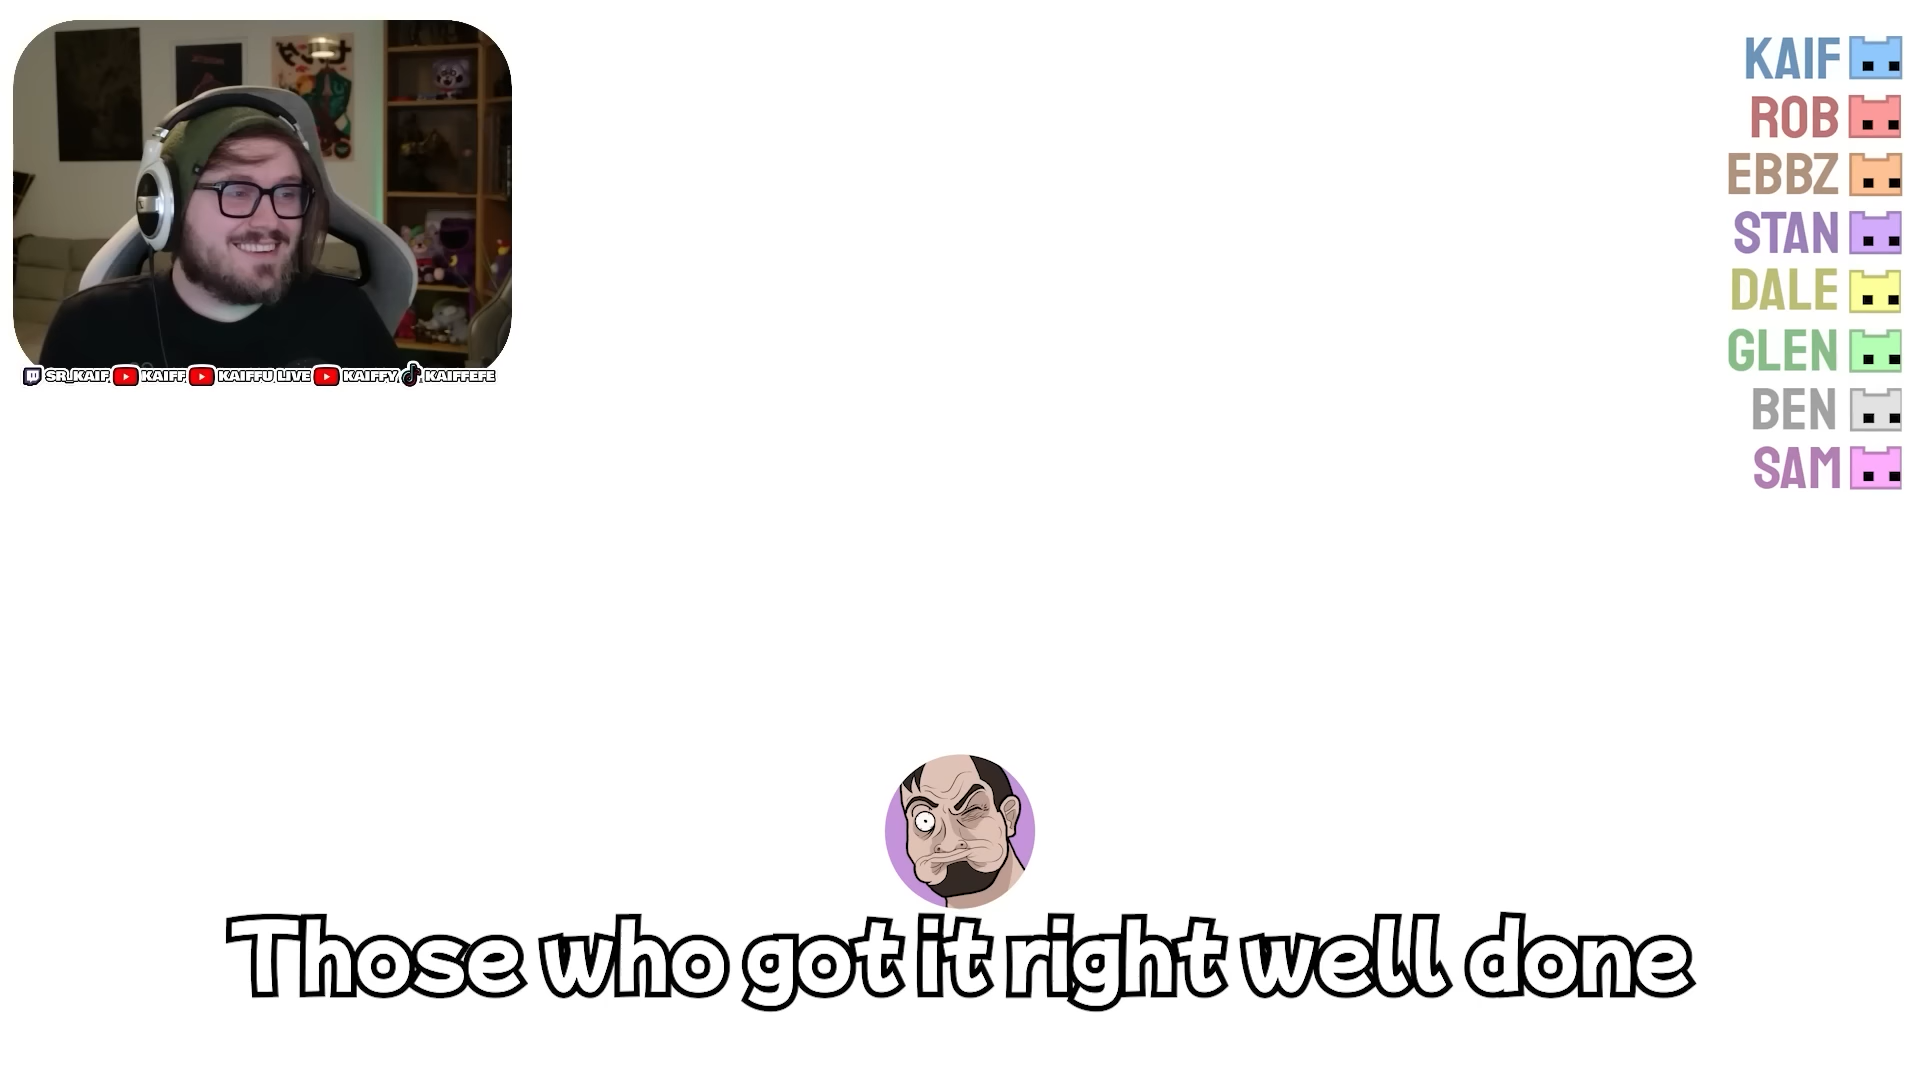 SR_KAIF KAIFF KAIFFU LIVE KAIFFY KAIFFEFE
KAIF
ROB
EBBZ
STAN
DALE
GLEN
BEN
SAM
Those who got it right well done